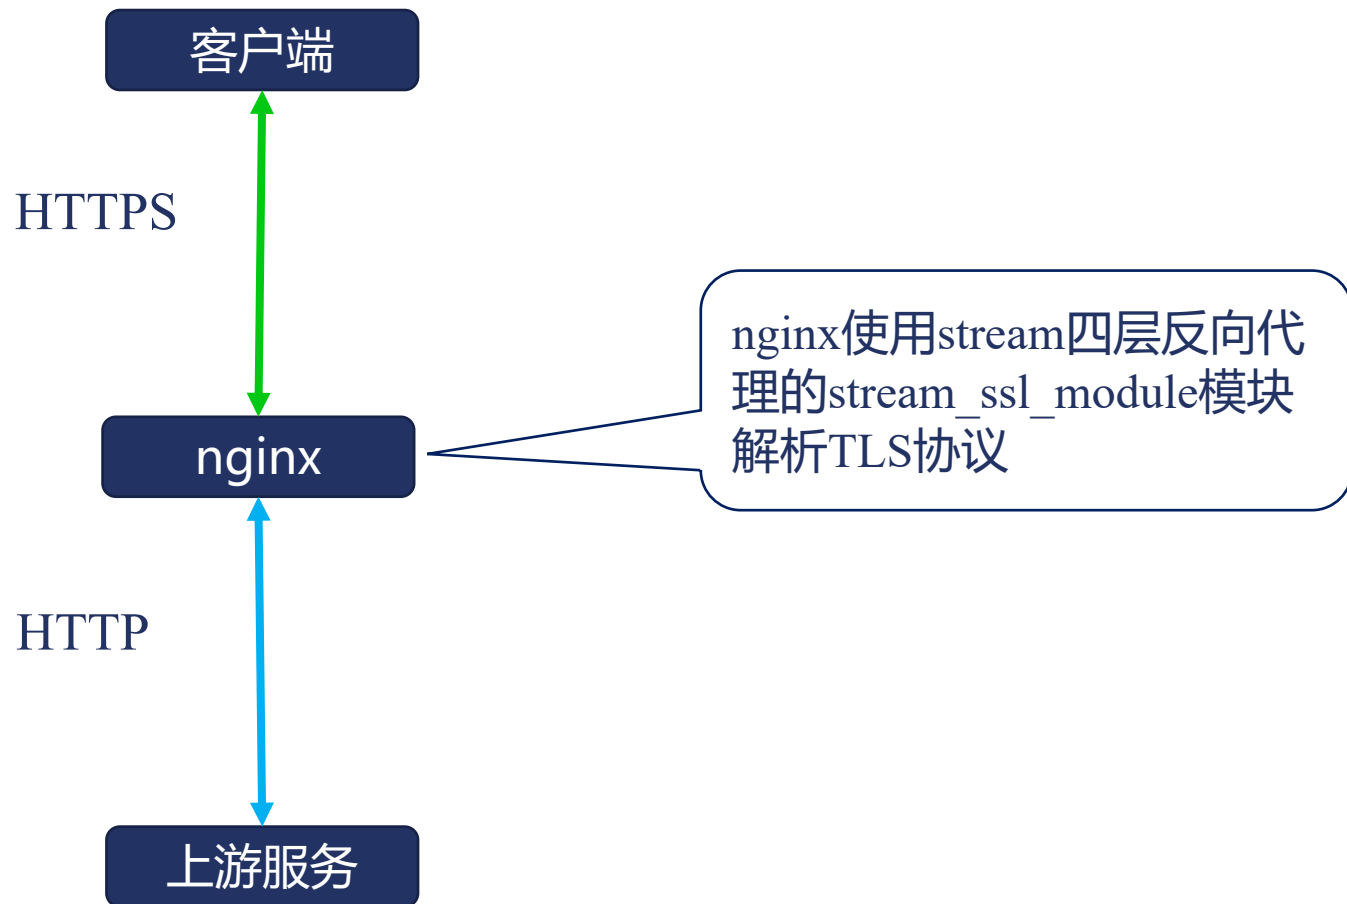 客户端
HTTPS
nginx使用stream四层反向代
理的stream_ssl_module模块
解析TLS协议
nginx
HTTP
上游服务